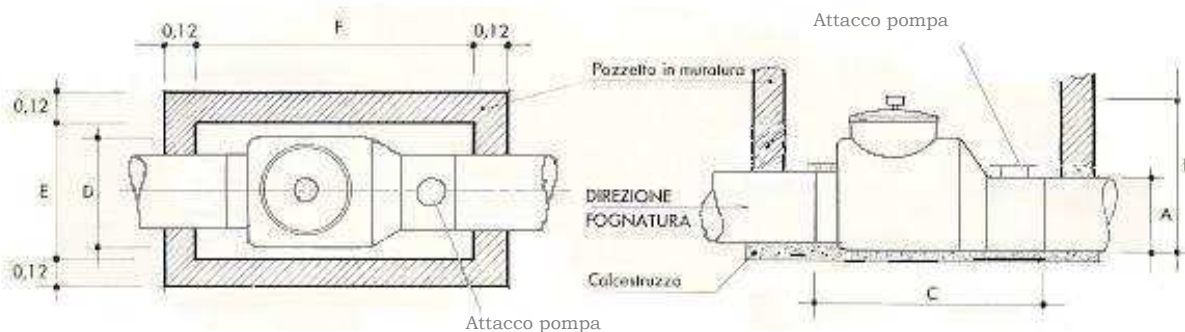 0,12
F
0,12
0,12
E
D
0,12
Attacco pompa
Pozzetto in muratura
DIREZIONE
FOGNATURA
Calcestruzzo
Attacco pompa
A
C